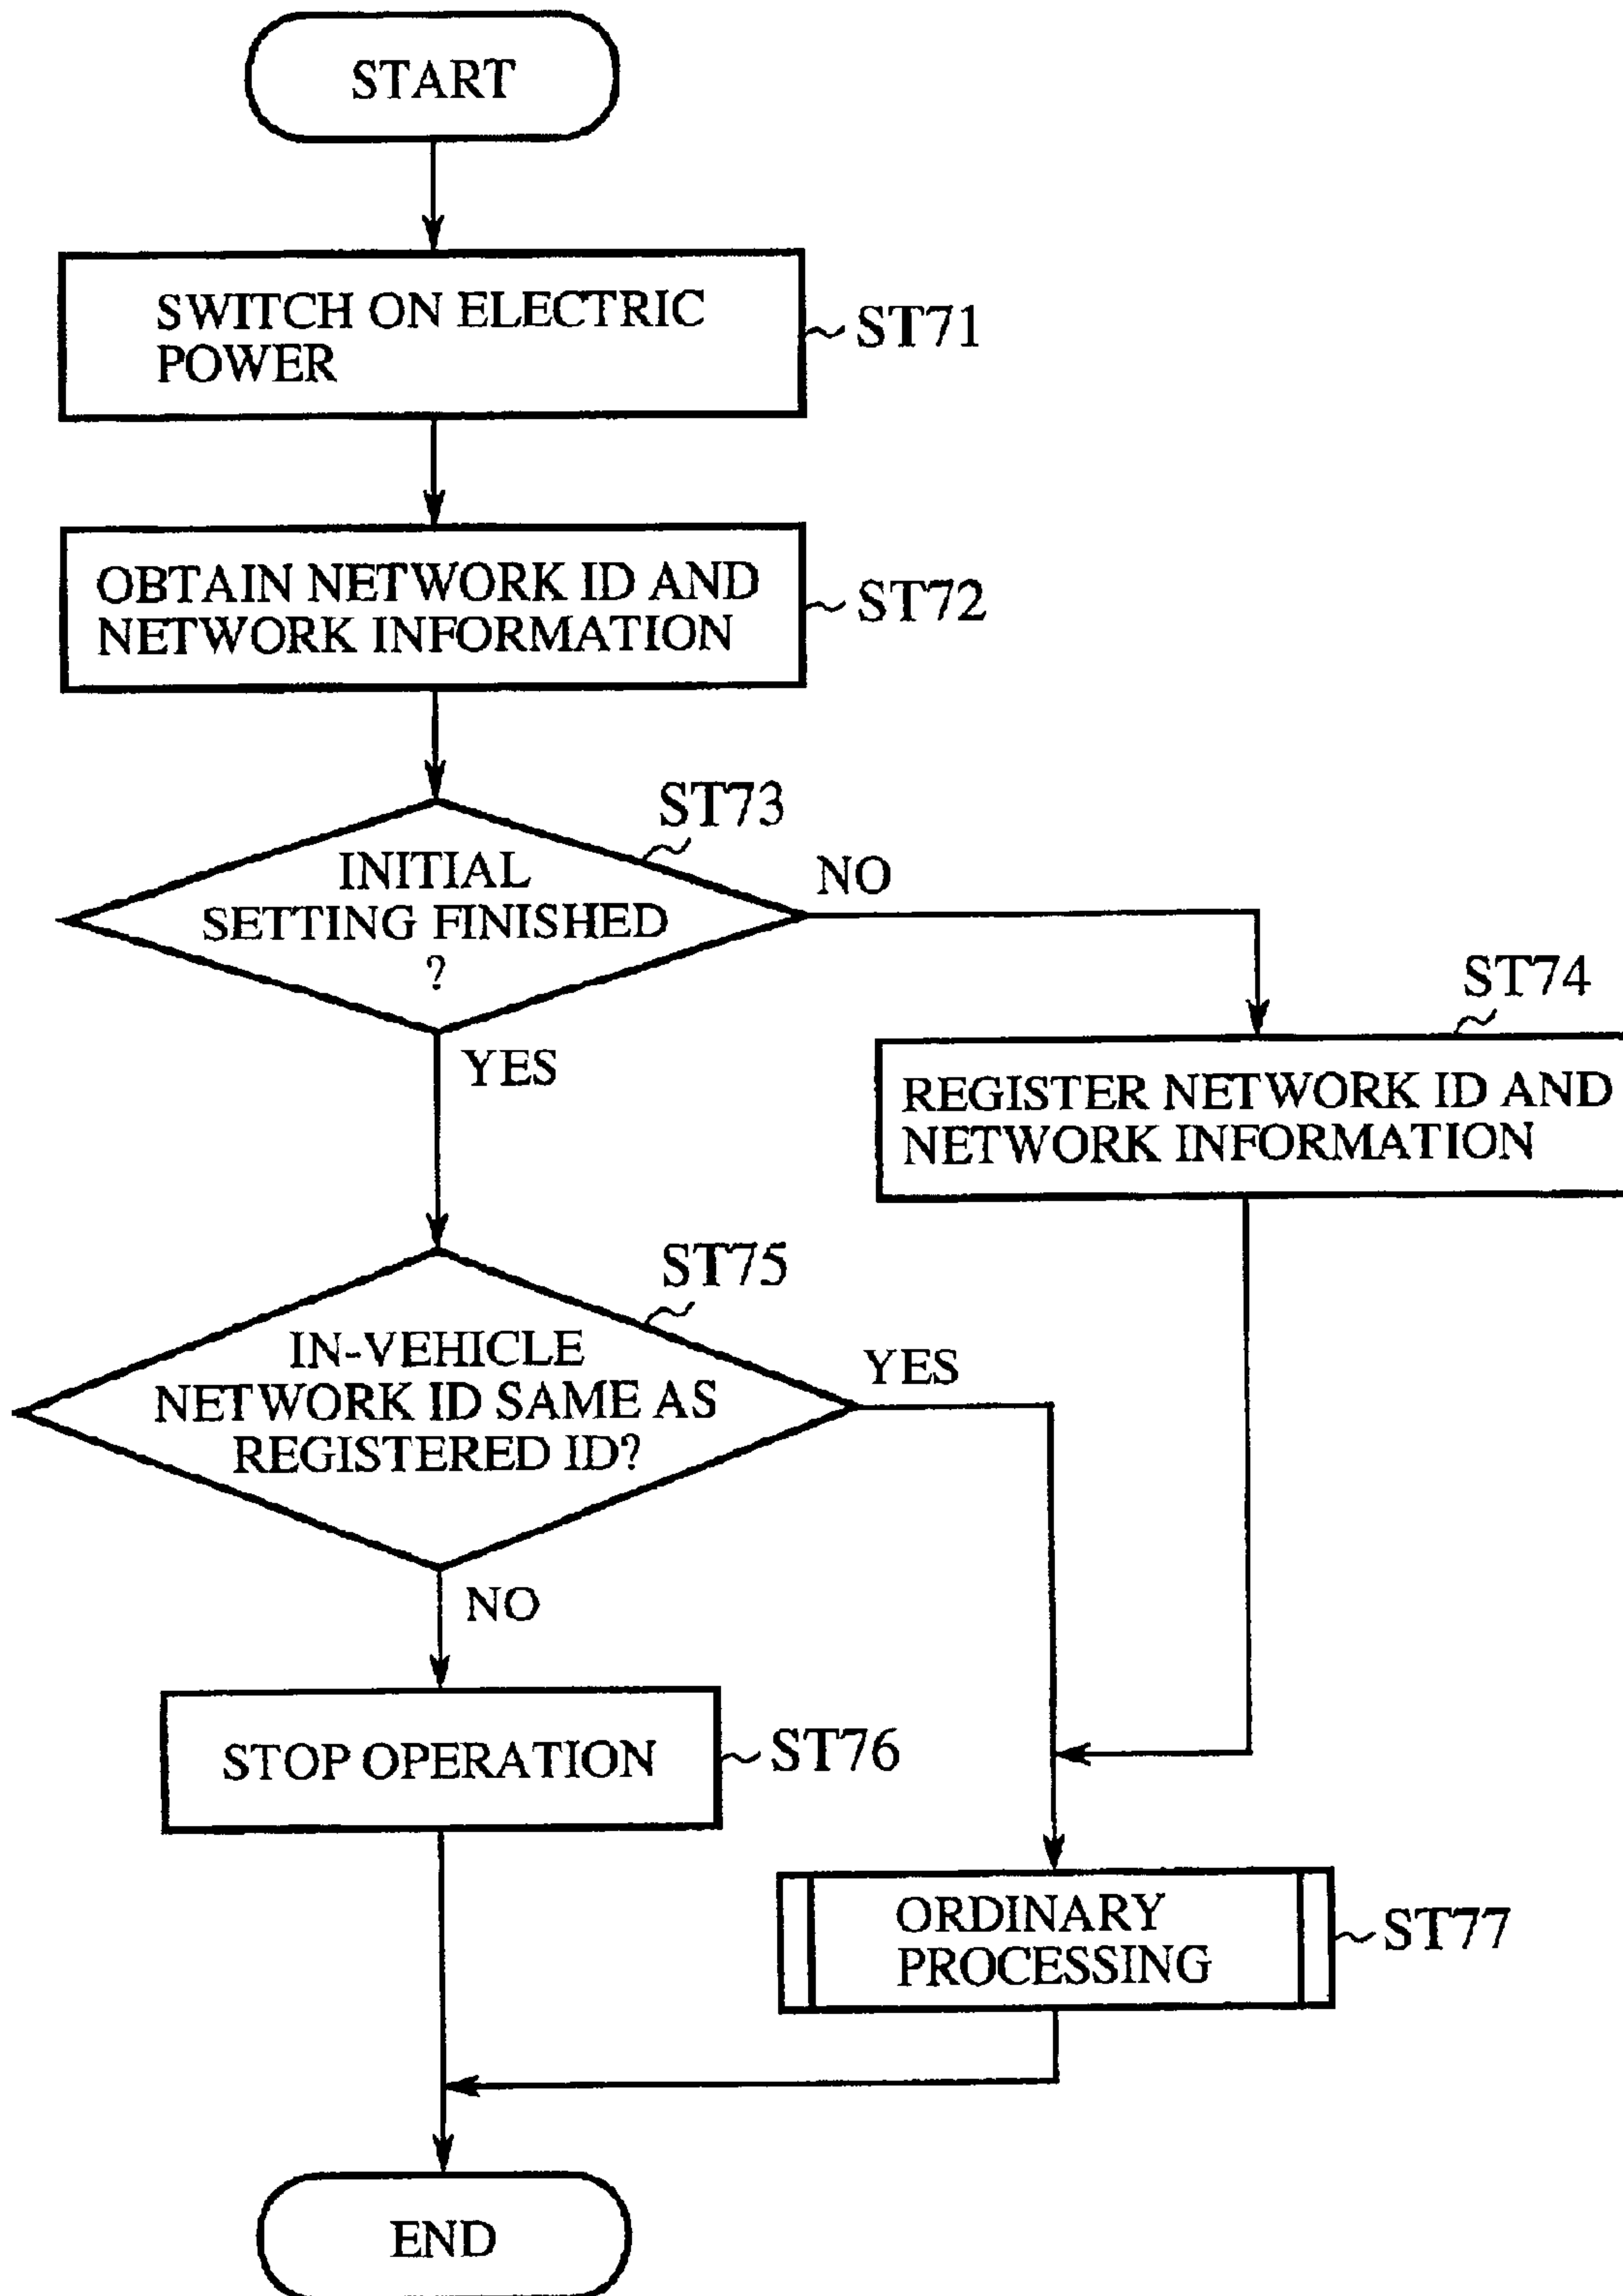 START
SWITCH ON ELECTRIC
POWER
ST71
OBTAIN NETWORK ID AND
NETWORK INFORMATION
ST72
ST73
INITIAL
SETTING FINISHED
?
NO
YES
ST74
REGISTER NETWORK ID AND
NETWORK INFORMATION
ST75
IN-VEHICLE
NETWORK ID SAME AS
REGISTERED ID?
YES
NO
STOP OPERATION
ST76
ORDINARY
PROCESSING
ST77
END